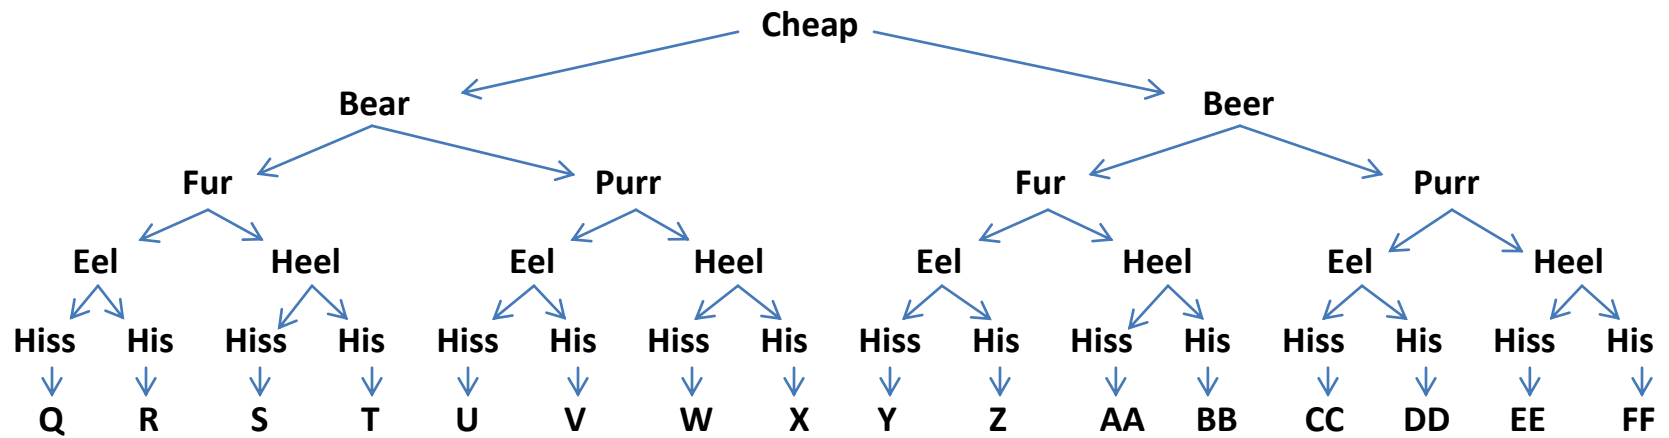 Cheap
Bear Beer
Fur Purr Fur Purr
Eel Heel Eel Heel Eel Heel Eel Heel
Hiss His Hiss His Hiss His Hiss His Hiss His Hiss His Hiss His Hiss His
Q R S T U V W X Y Z AA BB CC DD EE FF